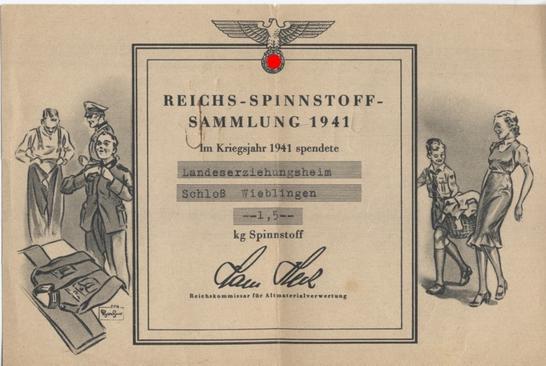 REICHS-SPINNSTOFF-
SAMMLUNG 1941
Im Kriegsjahr 1941 spendete
Landeserziehungsheim
Schloß Wieblingen
--1,5--
kg Spinnstoff
Reichskommissar für Altmaterialverwertung